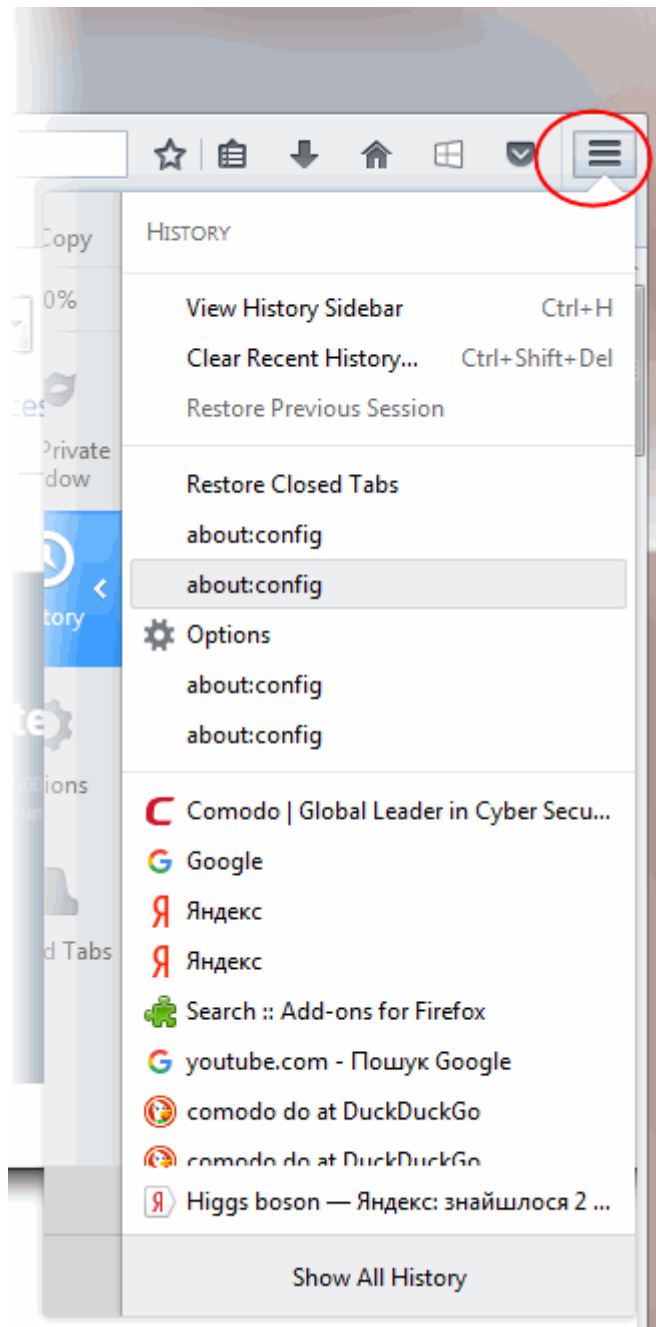 Copy
HISTORY
0%
View History Sidebar Ctrl+H
Clear Recent History... Ctrl+Shift+Del
Restore Previous Session
Private
dow
Restore Closed Tabs
about:config
about:config
tory
Options
about:config
about:config
ions
Comodo | Global Leader in Cyber Secu...
Google
Яндекс
Яндекс
d Tabs
Search :: Add-ons for Firefox
youtube.com - Пошук Google
comodo do at DuckDuckGo
comodo do at DuckDuckGo
Higgs boson — Яндекс: знайшлося 2 ...
Show All History